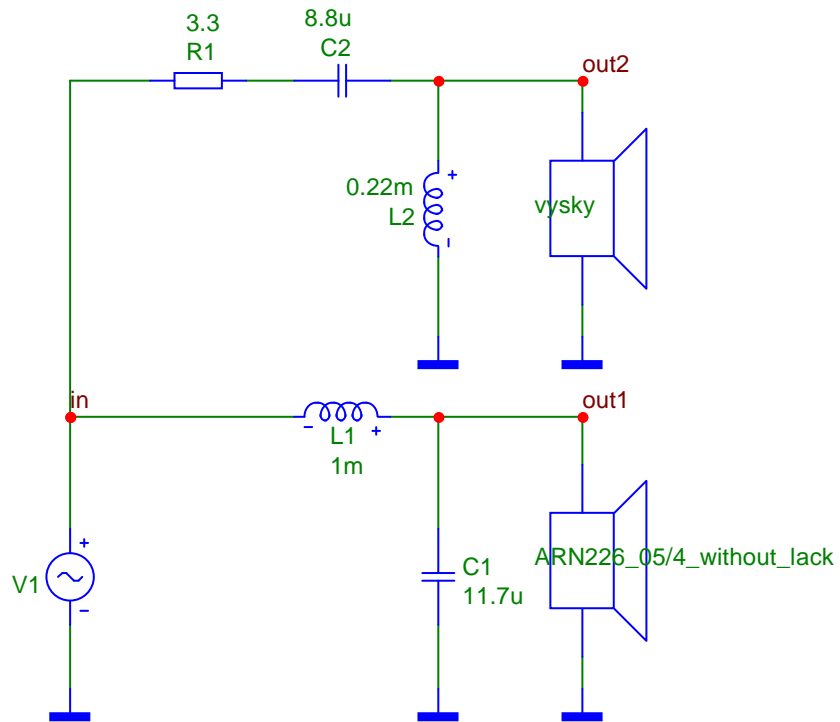 3.3
R1
8.8u
C2
out2
0.22m
L2
vysky
in
L1
1m
out1
V1
C1
11.7u
ARN226_05/4_without_lack